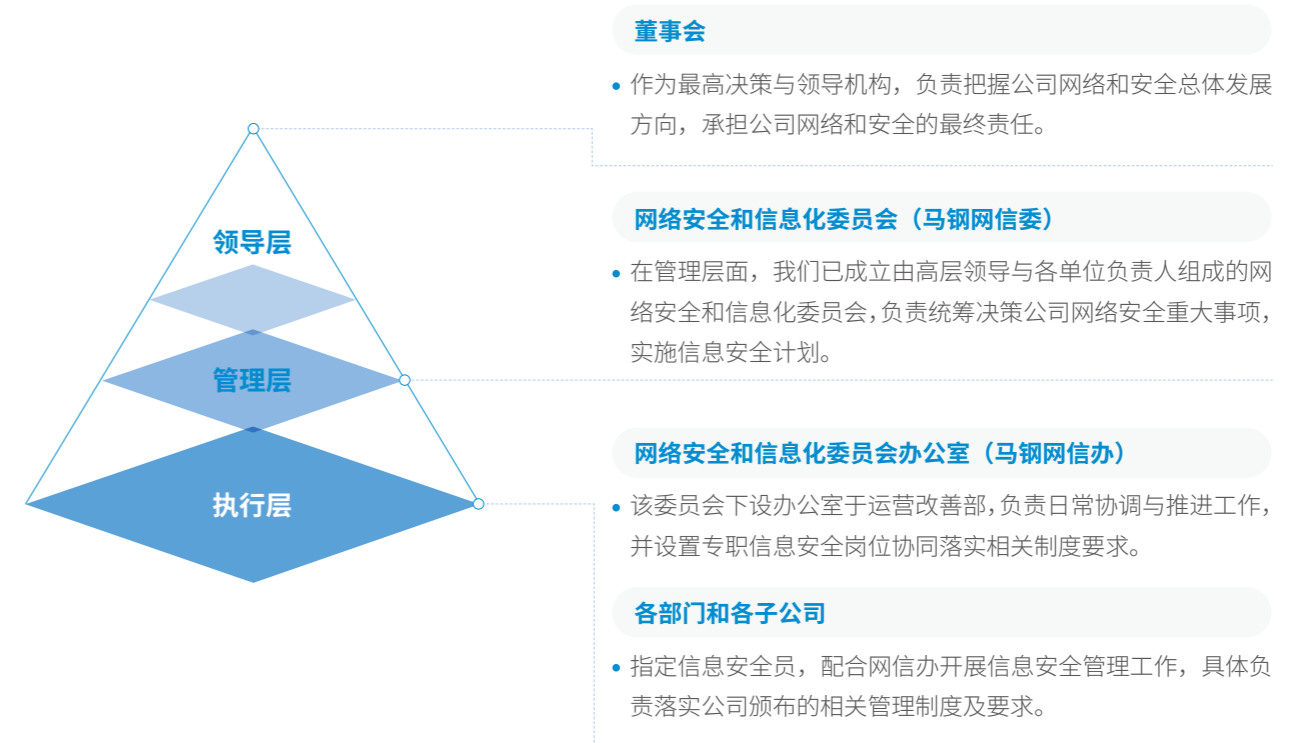 董事会
作为最高决策与领导机构，负责把握公司网络和安全总体发展
方向，承担公司网络和安全的最终责任。
领导层
网络安全和信息化委员会（马钢网信委）
在管理层面，我们已成立由高层领导与各单位负责人组成的网
络安全和信息化委员会，负责统筹决策公司网络安全重大事项，
实施信息安全计划。
管理层
网络安全和信息化委员会办公室（马钢网信办）
该委员会下设办公室于运营改善部，负责日常协调与推进工作，
并设置专职信息安全岗位协同落实相关制度要求。
执行层
各部门和各子公司
指定信息安全员，配合网信办开展信息安全管理工作，具体负
责落实公司颁布的相关管理制度及要求。